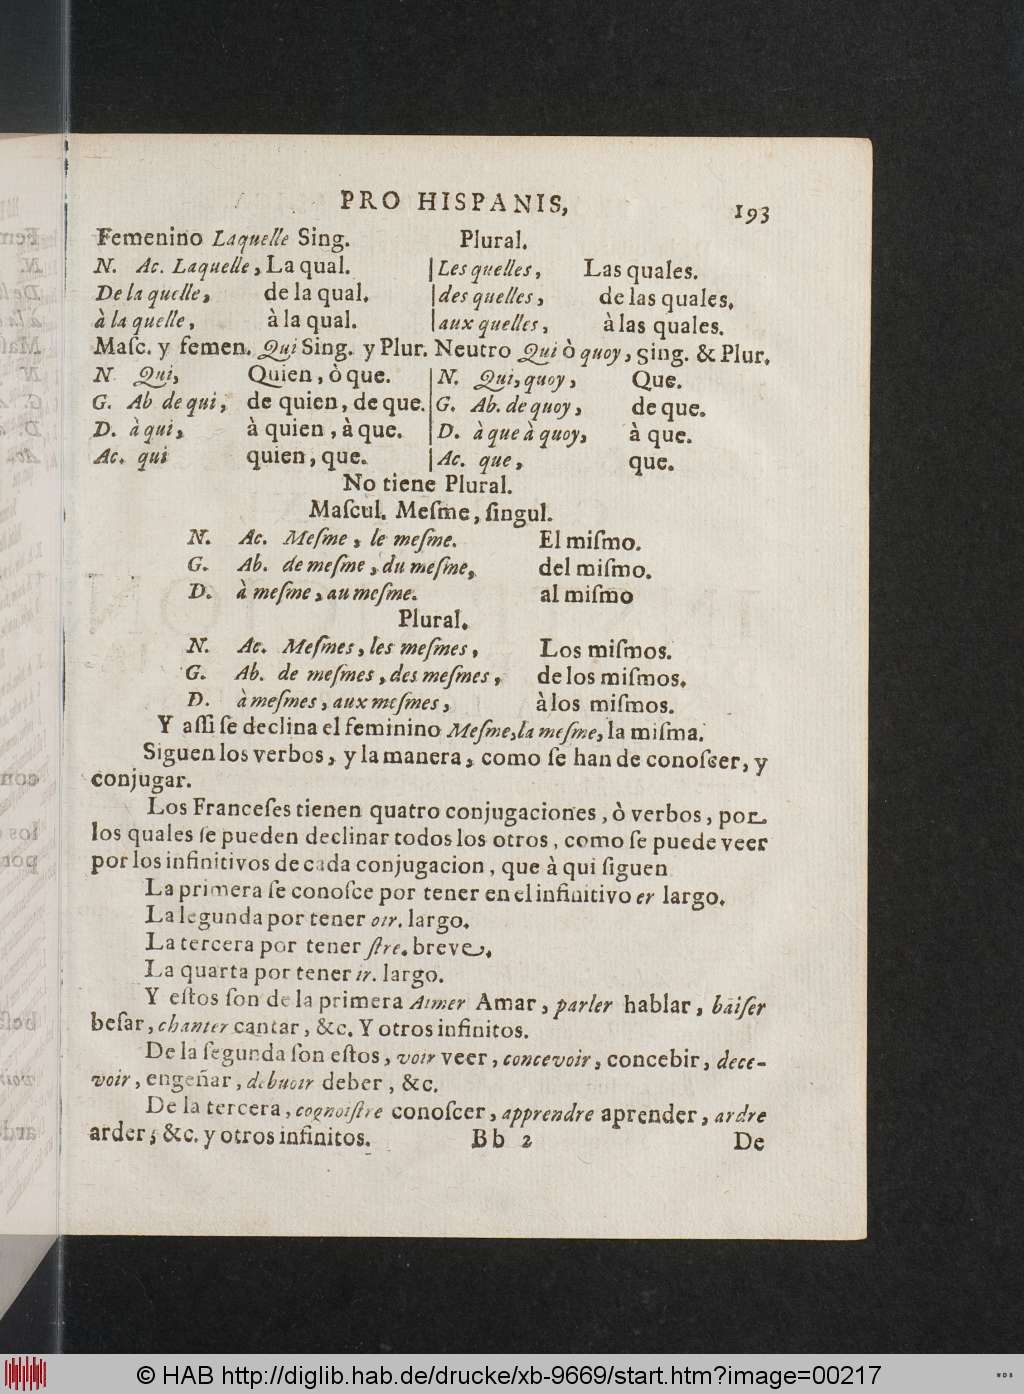 PRO HISPANIS,
193
Femenino Laquelle Sing. Plural.
N. Ac. Laquelle, La qual. | Les quelles, Las quales.
De la quelle, de la qual. | des quelles, de las quales.
à la quelle, à la qual. | aux quelles, à las quales.
Maſc. y femen. Qui Sing. y Plur. Neutro Qui ò quoy, sing. & Plur.
N. Qui, Quien, ò que. | N. Qui, quoy, Que.
G. Ab de qui, de quien, de que. | G. Ab. de quoy, de que.
D. à qui, à quien, à que. | D. à que à quoy, à que.
Ac. qui quien, que. | Ac. que, que.
No tiene Plural.
Maſcul. Meſme, ſingul.
N. Ac. Meſme, le meſme. El miſmo.
G. Ab. de meſme, du meſme, del miſmo.
D. à meſme, au meſme. al miſmo
Plural.
N. Ac. Meſmes, les meſmes, Los miſmos.
G. Ab. de meſmes, des meſmes, de los miſmos.
D. à meſmes, aux meſmes, à los miſmos.
Y aſſi ſe declina el feminino Meſme, la meſme, la miſma.
Siguen los verbos, y la manera, como ſe han de conoſcer, y
conjugar.
Los Franceſes tienen quatro conjugaciones, ò verbos, por
los quales ſe pueden declinar todos los otros, como ſe puede veer
por los infinitivos de cada conjugacion, que à qui ſiguen
La primera ſe conoſce por tener en el infinitivo er largo.
La ſegunda por tener oir. largo.
La tercera por tener ſtre. breve.
La quarta por tener ir. largo.
Y eſtos ſon de la primera Aimer Amar, parler hablar, baiſer
beſar, chanter cantar, &c. Y otros infinitos.
De la ſegunda ſon eſtos, voir veer, concevoir, concebir, dece-
voir, engeñar, debuoir deber, &c.
De la tercera, cognoiſtre conoſcer, apprendre aprender, ardre
arder; &c. y otros infinitos. Bb 2 De
© HAB http://diglib.hab.de/drucke/xb-9669/start.htm?image=00217